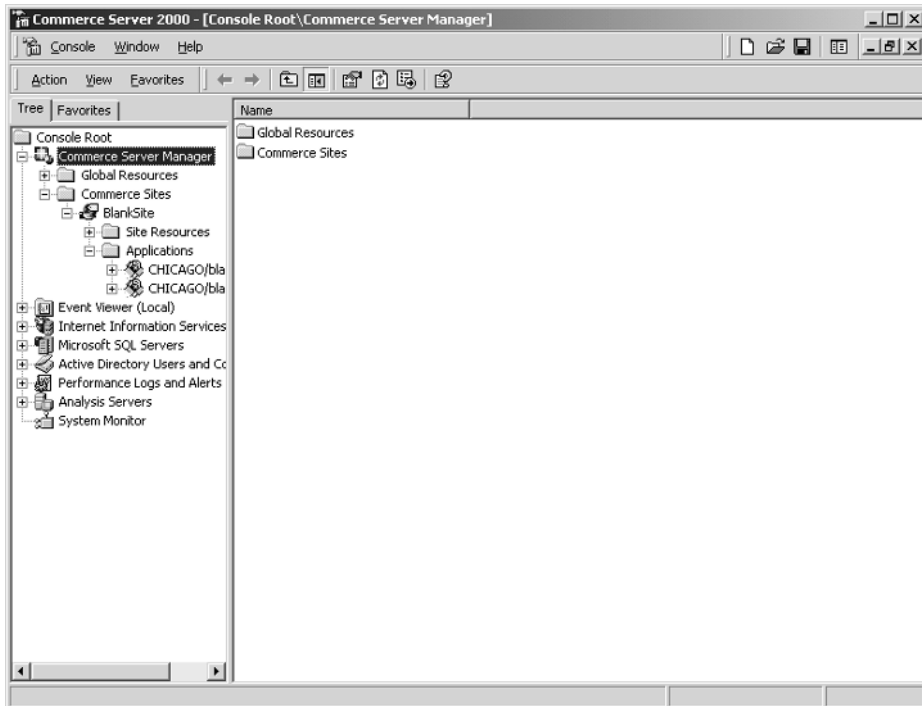 Commerce Server 2000 - [Console Root\Commerce Server Manager]
Console Window Help
Action View Favorites
Tree Favorites
Name
Console Root
Commerce Server Manager
Global Resources
Commerce Sites
BlankSite
Site Resources
Applications
CHICAGO/bla
CHICAGO/bla
Event Viewer (Local)
Internet Information Services
Microsoft SQL Servers
Active Directory Users and Co
Performance Logs and Alerts
Analysis Servers
System Monitor
Global Resources
Commerce Sites